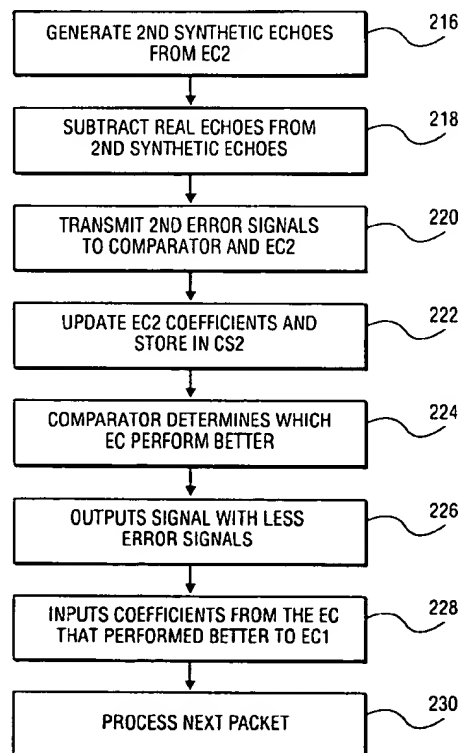 GENERATE 2ND SYNTHETIC ECHOES
FROM EC2
216
SUBTRACT REAL ECHOES FROM
2ND SYNTHETIC ECHOES
218
TRANSMIT 2ND ERROR SIGNALS
TO COMPARATOR AND EC2
220
UPDATE EC2 COEFFICIENTS AND
STORE IN CS2
222
COMPARATOR DETERMINES WHICH
EC PERFORM BETTER
224
OUTPUTS SIGNAL WITH LESS
ERROR SIGNALS
226
INPUTS COEFFICIENTS FROM THE EC
THAT PERFORMED BETTER TO EC1
228
PROCESS NEXT PACKET
230